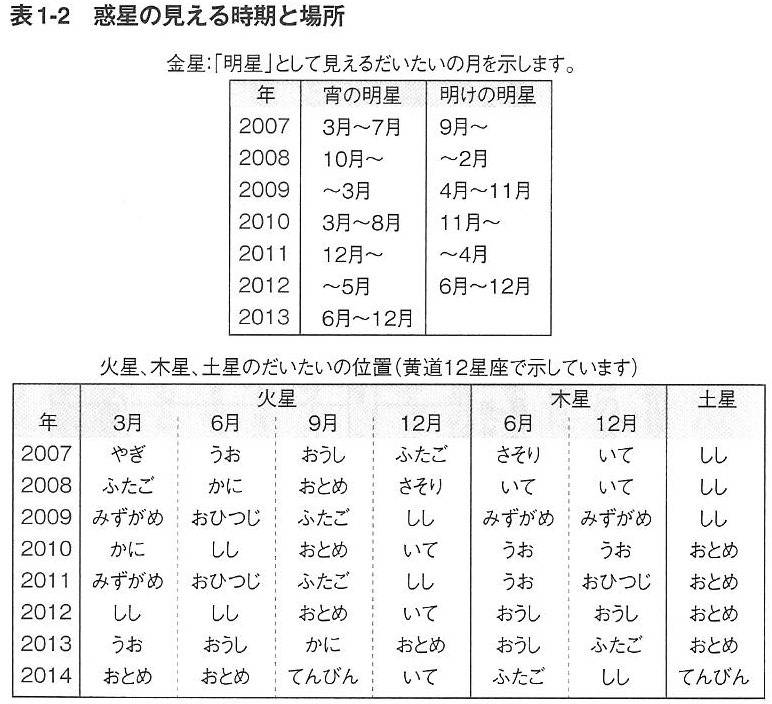 表1-2 惑星の見える時期と場所
金星:「明星」として見えるだいたいの月を示します。
年 宵の明星 明けの明星
2007 3月〜7月 9月〜
2008 10月〜 〜2月
2009 〜3月 4月〜11月
2010 3月〜8月 11月〜
2011 12月〜 〜4月
2012 〜5月 6月〜12月
2013 6月〜12月
火星、木星、土星のだいたいの位置(黄道12星座で示しています)
火星 木星 土星
年 3月 6月 9月 12月 6月 12月
2007 やぎ うお おうし ふたご さそり いて しし
2008 ふたご かに おとめ さそり いて いて しし
2009 みずがめ おひつじ ふたご しし みずがめ みずがめ しし
2010 かに しし おとめ いて うお うお おとめ
2011 みずがめ おひつじ ふたご しし うお おひつじ おとめ
2012 しし しし おとめ いて おうし おうし おとめ
2013 うお おうし かに おとめ おうし ふたご おとめ
2014 おとめ おとめ てんびん いて ふたご しし てんびん